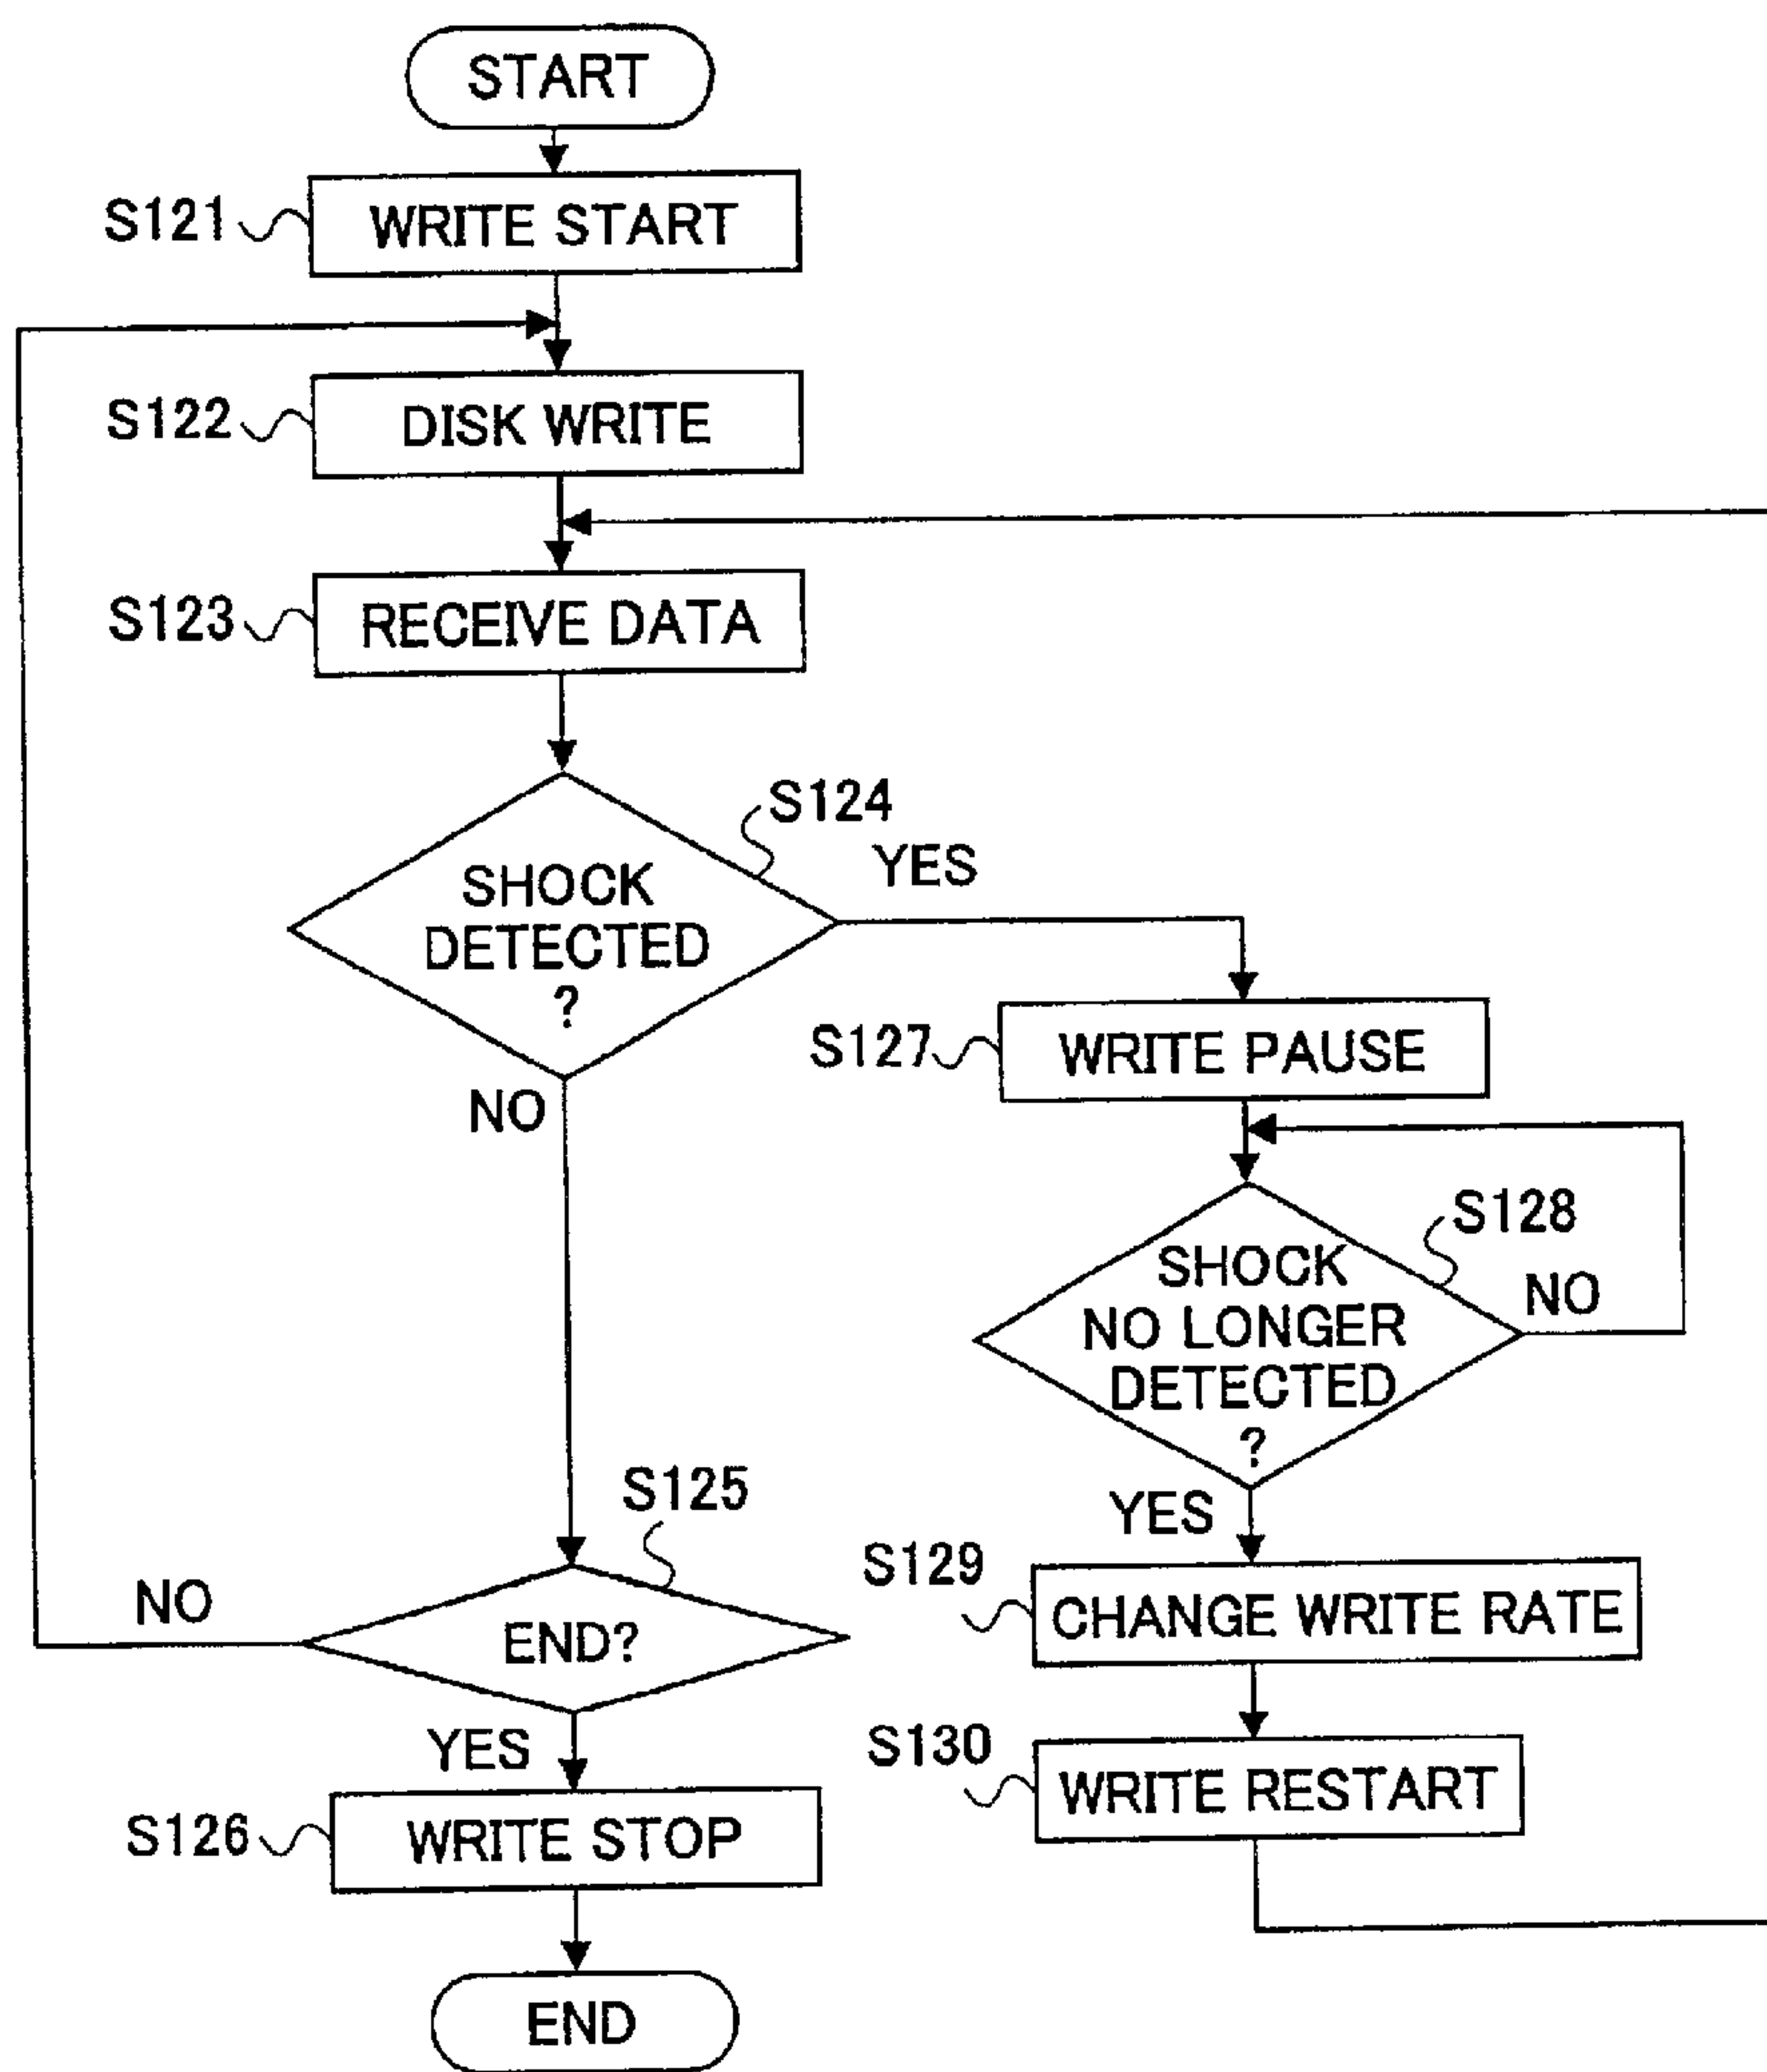 START
S121
WRITE START
S122
DISK WRITE
S123
RECEIVE DATA
S124
SHOCK
DETECTED
?
YES
NO
S127
WRITE PAUSE
S128
SHOCK
NO LONGER
DETECTED
?
NO
YES
S125
END?
NO
YES
S129
CHANGE WRITE RATE
S130
WRITE RESTART
S126
WRITE STOP
END